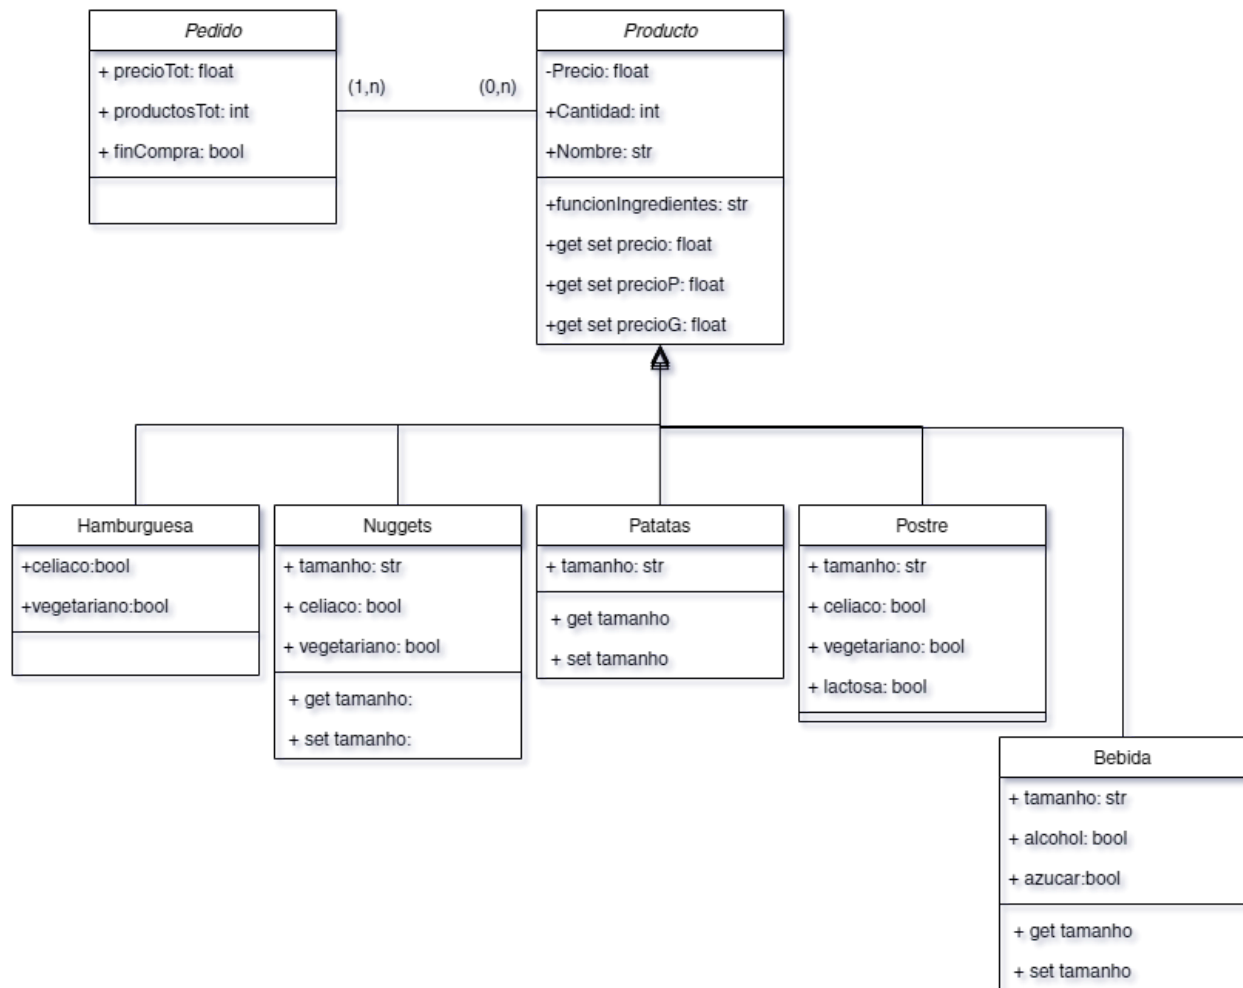 Pedido
+ precioTot: float
+ productosTot: int
+ finCompra: bool
(1,n)
(0,n)
Producto
-Precio: float
+Cantidad: int
+Nombre: str
+funcionIngredientes: str
+get set precio: float
+get set precioP: float
+get set precioG: float
Hamburguesa
+celiaco:bool
+vegetariano:bool
Nuggets
+ tamanho: str
+ celiaco: bool
+ vegetariano: bool
+ get tamanho:
+ set tamanho:
Patatas
+ tamanho: str
+ get tamanho
+ set tamanho
Postre
+ tamanho: str
+ celiaco: bool
+ vegetariano: bool
+ lactosa: bool
Bebida
+ tamanho: str
+ alcohol: bool
+ azucar:bool
+ get tamanho
+ set tamanho